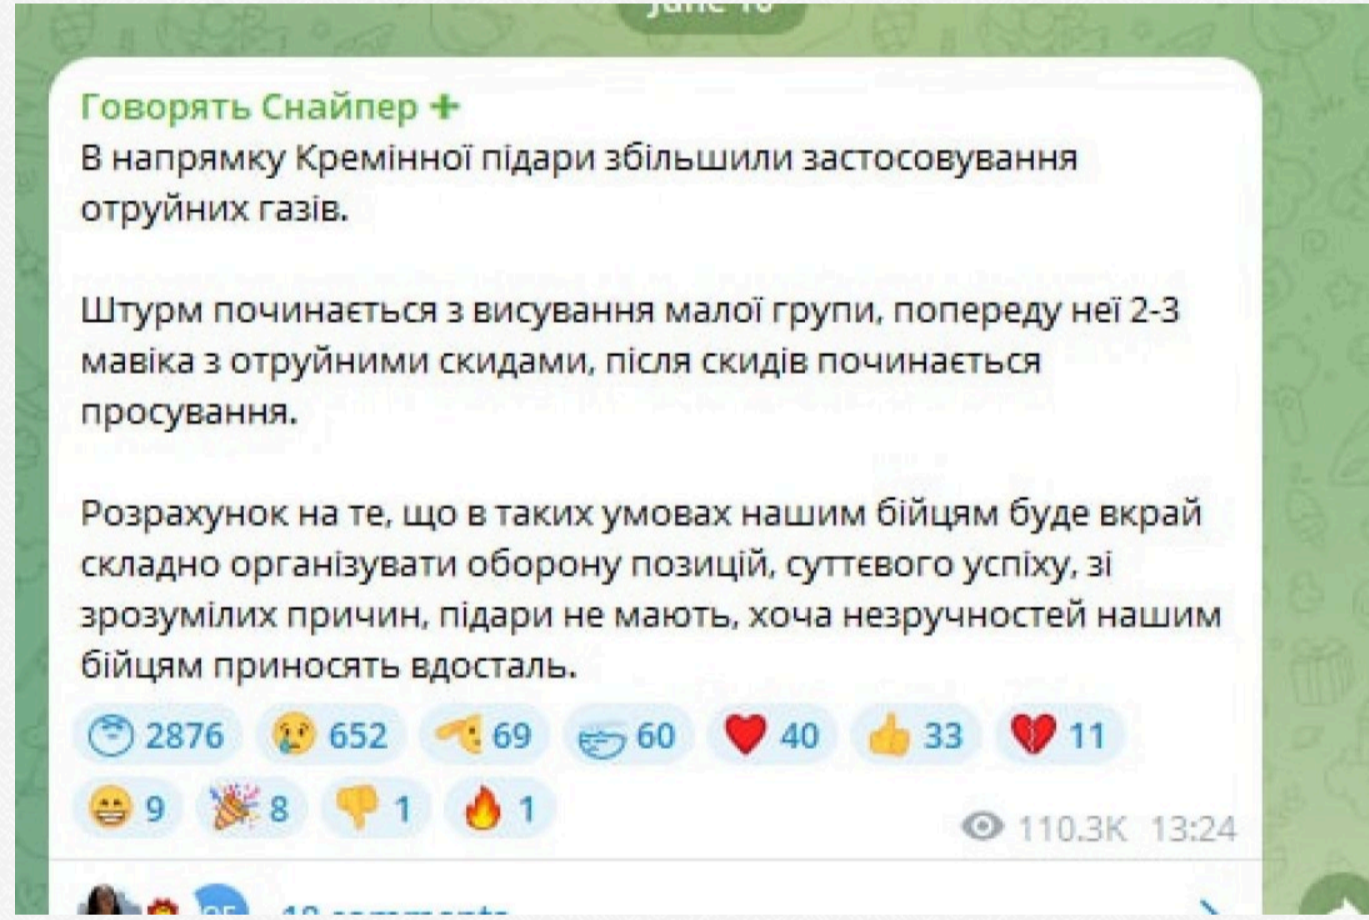 June 10
Говорять Снайпер
В напрямку Кремінної підари збільшили застосовування
отруйних газів.
Штурм починається з висування малої групи, попереду неї 2-3
мавіка з отруйними скидами, після скидів починається
просування.
Розрахунок на те, що в таких умовах нашим бійцям буде вкрай
складно організувати оборону позицій, суттєвого успіху, зі
зрозумілих причин, підари не мають, хоча незручностей нашим
бійцям приносять вдосталь.
2876 652 69 60 40 33 11
9 8 1 1
110.3K 13:24
comments